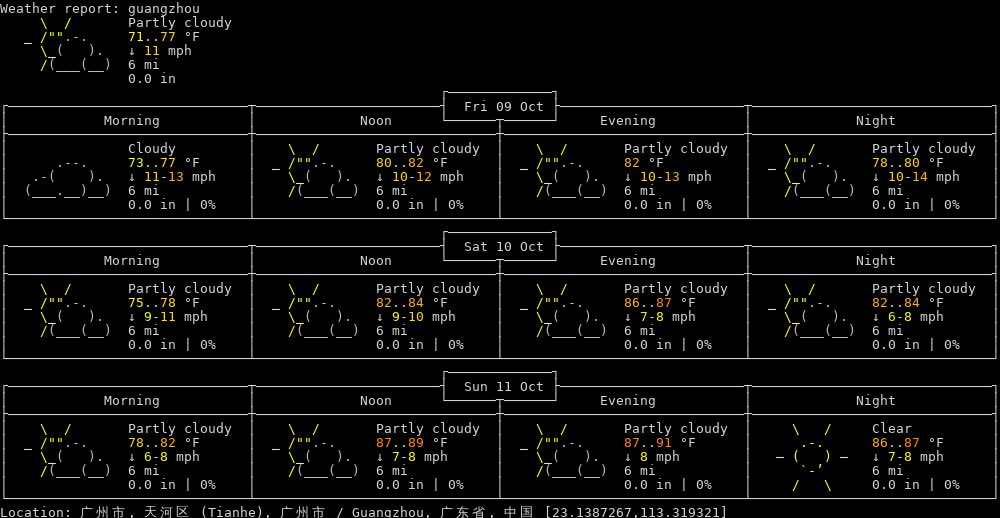 Weather report: guangzhou
Partly cloudy
71..77 °F
↓ 11 mph
6 mi
0.0 in
Fri 09 Oct
Morning Noon Evening Night
Cloudy Partly cloudy Partly cloudy Partly cloudy
73..77 °F 80..82 °F 82 °F 78..80 °F
↓ 11-13 mph ↓ 10-12 mph ↓ 10-13 mph ↓ 10-14 mph
6 mi 6 mi 6 mi 6 mi
0.0 in | 0% 0.0 in | 0% 0.0 in | 0% 0.0 in | 0%
Sat 10 Oct
Morning Noon Evening Night
Partly cloudy Partly cloudy Partly cloudy Partly cloudy
75..78 °F 82..84 °F 86..87 °F 82..84 °F
↓ 9-11 mph ↓ 9-10 mph ↓ 7-8 mph ↓ 6-8 mph
6 mi 6 mi 6 mi 6 mi
0.0 in | 0% 0.0 in | 0% 0.0 in | 0% 0.0 in | 0%
Sun 11 Oct
Morning Noon Evening Night
Partly cloudy Partly cloudy Partly cloudy Clear
78..82 °F 87..89 °F 87..91 °F 86..87 °F
↓ 6-8 mph ↓ 7-8 mph ↓ 8 mph ↓ 7-8 mph
6 mi 6 mi 6 mi 6 mi
0.0 in | 0% 0.0 in | 0% 0.0 in | 0% 0.0 in | 0%
Location: 广州市, 天河区 (Tianhe), 广州市 / Guangzhou, 广东省, 中国 [23.1387267,113.319321]